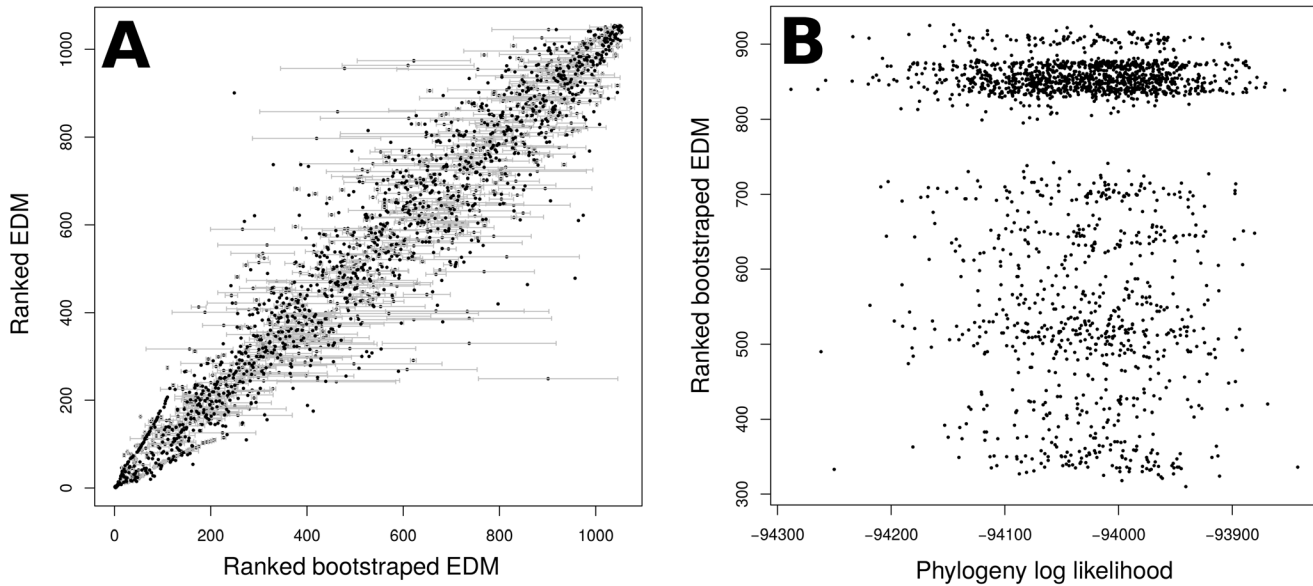 A
Ranked EDM
1000
800
600
400
200
0
0 200 400 600 800 1000
Ranked bootstraped EDM
B
Ranked bootstraped EDM
900
800
700
600
500
400
300
−94300 −94200 −94100 −94000 −93900
Phylogeny log likelihood